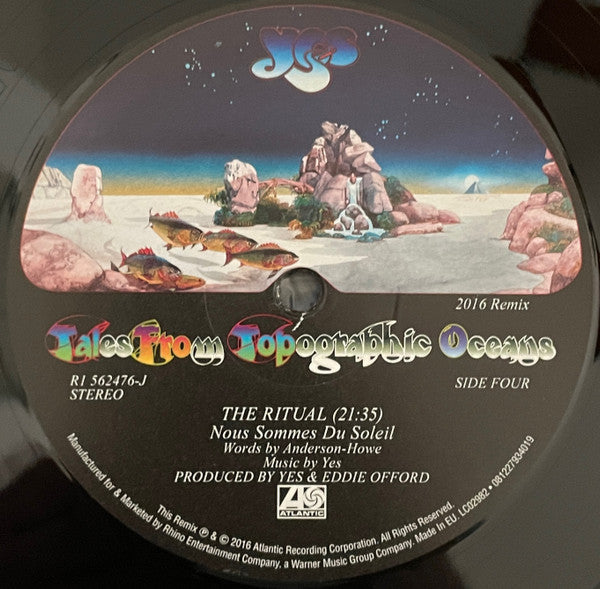 yes
2016 Remix
Tales From Topographic Oceans
R1 562476-J
STEREO
SIDE FOUR
THE RITUAL (21:35)
Nous Sommes Du Soleil
Words by Anderson-Howe
Music by Yes
PRODUCED BY YES & EDDIE OFFORD
ATLANTIC
This Remix ℗ & © 2016 Atlantic Recording Corporation. All Rights Reserved.
Manufactured for & Marketed by Rhino Entertainment Company, a Warner Music Group Company. Made in EU. LC02982 • 081227934019